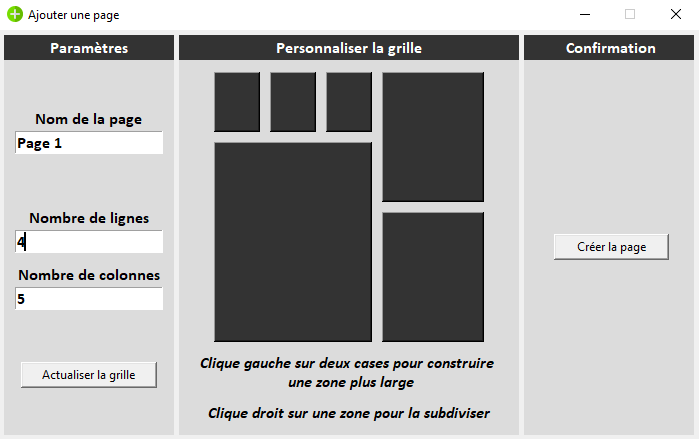 Ajouter une page
Paramètres
Nom de la page
Page 1
Nombre de lignes
4
Nombre de colonnes
5
Actualiser la grille
Personnaliser la grille
Clique gauche sur deux cases pour construire
une zone plus large
Clique droit sur une zone pour la subdiviser
Confirmation
Créer la page